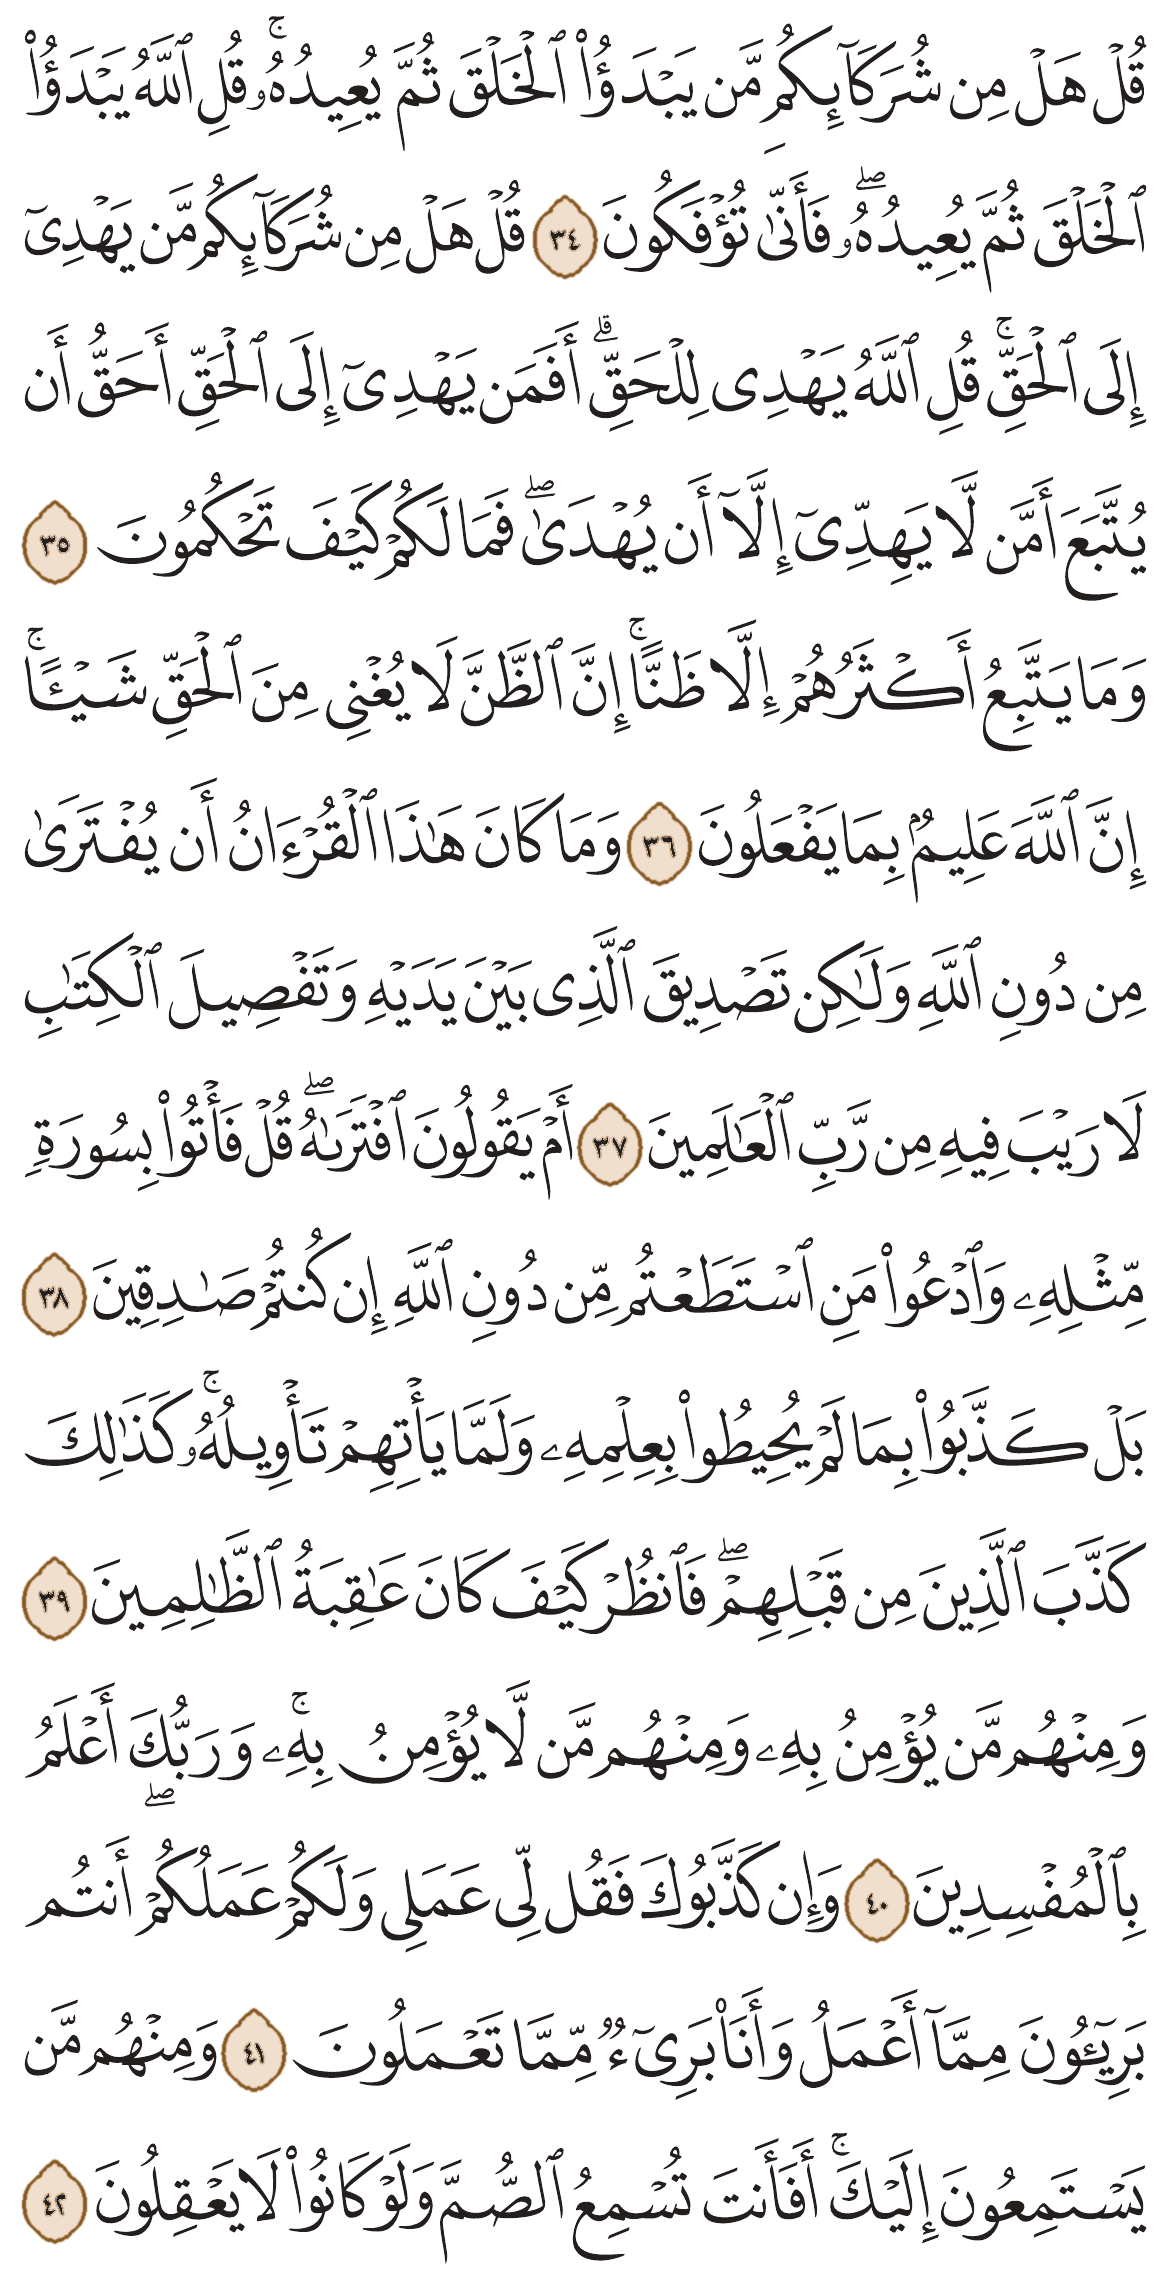 قُلۡ هَلۡ مِن شُرَكَآئِكُم مَّن يَبۡدَؤُاْ ٱلۡخَلۡقَ ثُمَّ يُعِيدُهُۥۚ قُلِ ٱللَّهُ يَبۡدَؤُاْ
ٱلۡخَلۡقَ ثُمَّ يُعِيدُهُۥۖ فَأَنَّىٰ تُؤۡفَكُونَ ٣٤ قُلۡ هَلۡ مِن شُرَكَآئِكُم مَّن يَهۡدِيٓ
إِلَى ٱلۡحَقِّۚ قُلِ ٱللَّهُ يَهۡدِي لِلۡحَقِّۗ أَفَمَن يَهۡدِيٓ إِلَى ٱلۡحَقِّ أَحَقُّ أَن
يُتَّبَعَ أَمَّن لَّا يَهِدِّيٓ إِلَّآ أَن يُهۡدَىٰۖ فَمَا لَكُمۡ كَيۡفَ تَحۡكُمُونَ ٣٥
وَمَا يَتَّبِعُ أَكۡثَرُهُمۡ إِلَّا ظَنًّاۚ إِنَّ ٱلظَّنَّ لَا يُغۡنِي مِنَ ٱلۡحَقِّ شَيۡـًٔاۚ
إِنَّ ٱللَّهَ عَلِيمُۢ بِمَا يَفۡعَلُونَ ٣٦ وَمَا كَانَ هَٰذَا ٱلۡقُرۡءَانُ أَن يُفۡتَرَىٰ
مِن دُونِ ٱللَّهِ وَلَٰكِن تَصۡدِيقَ ٱلَّذِي بَيۡنَ يَدَيۡهِ وَتَفۡصِيلَ ٱلۡكِتَٰبِ
لَا رَيۡبَ فِيهِ مِن رَّبِّ ٱلۡعَٰلَمِينَ ٣٧ أَمۡ يَقُولُونَ ٱفۡتَرَىٰهُۖ قُلۡ فَأۡتُواْ بِسُورَةٖ
مِّثۡلِهِۦ وَٱدۡعُواْ مَنِ ٱسۡتَطَعۡتُم مِّن دُونِ ٱللَّهِ إِن كُنتُمۡ صَٰدِقِينَ ٣٨
بَلۡ كَذَّبُواْ بِمَا لَمۡ يُحِيطُواْ بِعِلۡمِهِۦ وَلَمَّا يَأۡتِهِمۡ تَأۡوِيلُهُۥۚ كَذَٰلِكَ
كَذَّبَ ٱلَّذِينَ مِن قَبۡلِهِمۡۖ فَٱنظُرۡ كَيۡفَ كَانَ عَٰقِبَةُ ٱلظَّٰلِمِينَ ٣٩
وَمِنۡهُم مَّن يُؤۡمِنُ بِهِۦ وَمِنۡهُم مَّن لَّا يُؤۡمِنُ بِهِۦۚ وَرَبُّكَ أَعۡلَمُ
بِٱلۡمُفۡسِدِينَ ٤٠ وَإِن كَذَّبُوكَ فَقُل لِّي عَمَلِي وَلَكُمۡ عَمَلُكُمۡۖ أَنتُم
بَرِيٓـُٔونَ مِمَّآ أَعۡمَلُ وَأَنَا۠ بَرِيٓءٞ مِّمَّا تَعۡمَلُونَ ٤١ وَمِنۡهُم مَّن
يَسۡتَمِعُونَ إِلَيۡكَۚ أَفَأَنتَ تُسۡمِعُ ٱلصُّمَّ وَلَوۡ كَانُواْ لَا يَعۡقِلُونَ ٤٢